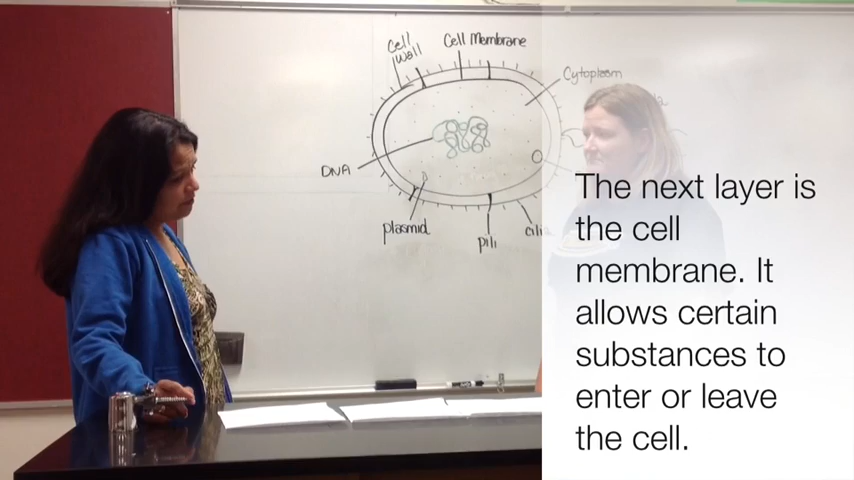 Cell
Wall
Cell Membrane
Cytoplasm
DNA
plasmid
pili
The next layer is
the cell
membrane. It
allows certain
substances to
enter or leave
the cell.